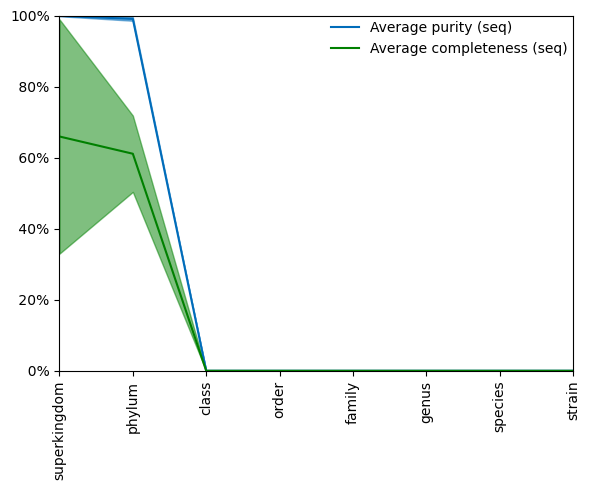 Average purity (seq)
Average completeness (seq)
100%
80%
60%
40%
20%
0%
superkingdom
phylum
class
order
family
genus
species
strain